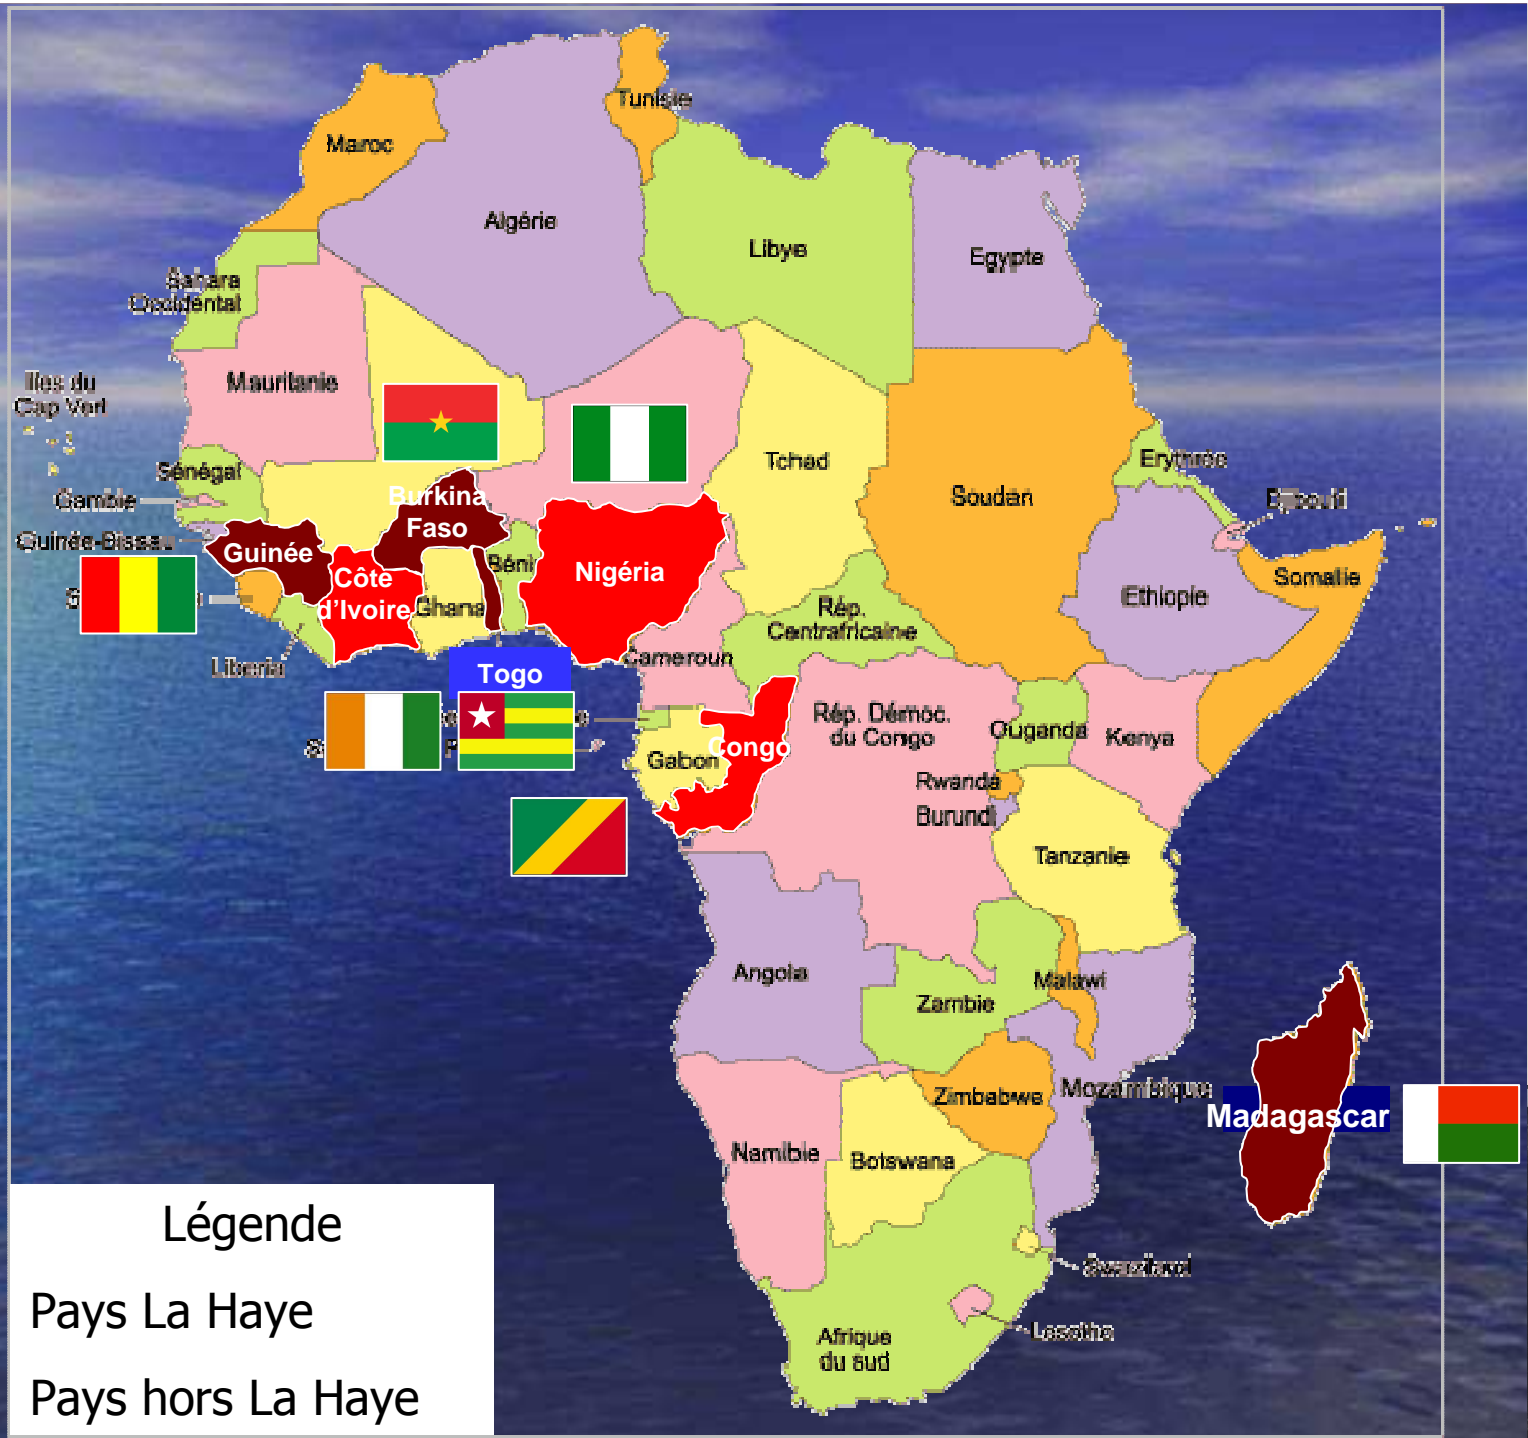 Tunisie
Maroc
Algérie
Libye
Egypte
Sahara
Occidental
Mauritanie
Iles du
Cap Vert
Tchad
Erythrée
Sénégal
Soudan
Djibouti
Burkina
Faso
Gambie
Guinée-Bissau
Guinée
Béni
Nigéria
Côte
d'Ivoire
Ghana
Somalie
Ethiopie
Rép.
Centrafricaine
Liberia
Cameroun
Togo
Rép. Démoc.
du Congo
Ouganda
Kenya
Congo
Gabon
Rwanda
Burundi
Tanzanie
Angola
Malawi
Zambie
Mozambique
Zimbabwe
Madagascar
Namibie
Botswana
Swaziland
Lesotho
Afrique
du sud
Légende
Pays La Haye
Pays hors La Haye